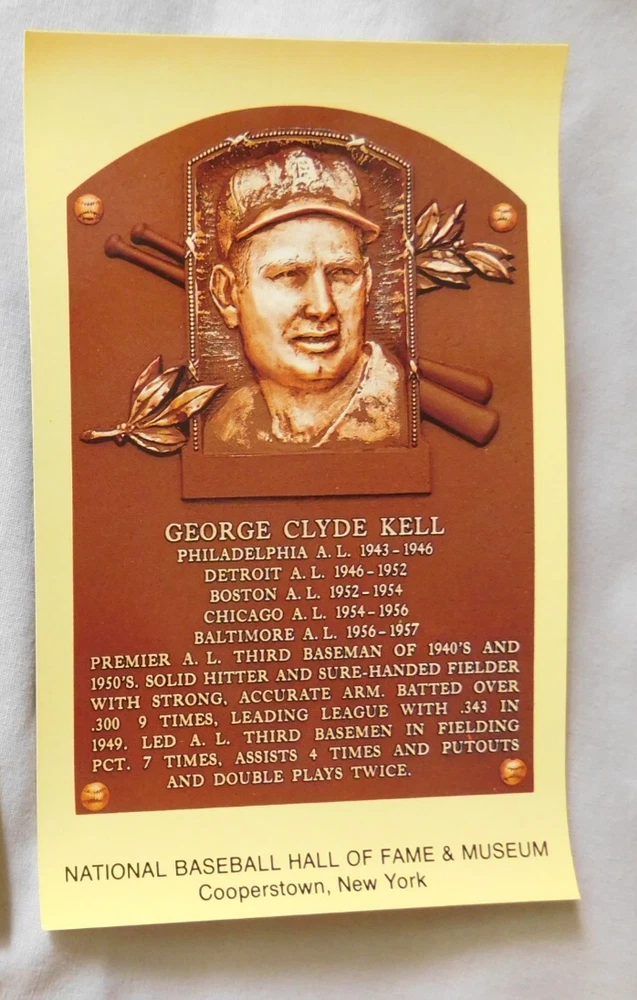 GEORGE CLYDE KELL
PHILADELPHIA A.L. 1943-1946
DETROIT A.L. 1946-1952
BOSTON A.L. 1952-1954
CHICAGO A.L. 1954-1956
BALTIMORE A.L. 1956-1957
PREMIER A.L. THIRD BASEMAN OF 1940'S AND
1950'S. SOLID HITTER AND SURE-HANDED FIELDER
WITH STRONG, ACCURATE ARM. BATTED OVER
.300 9 TIMES, LEADING LEAGUE WITH .343 IN
1949. LED A.L. THIRD BASEMEN IN FIELDING
PCT. 7 TIMES, ASSISTS 4 TIMES AND PUTOUTS
AND DOUBLE PLAYS TWICE.
NATIONAL BASEBALL HALL OF FAME & MUSEUM
Cooperstown, New York